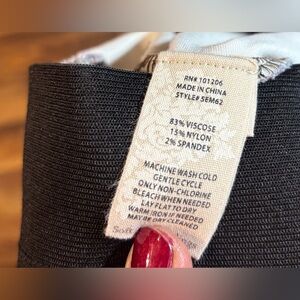 RN# 101206
MADE IN CHINA
STYLE# SEM62
83% VISCOSE
15% NYLON
2% SPANDEX
MACHINE WASH COLD
GENTLE CYCLE
ONLY NON-CHLORINE
BLEACH WHEN NEEDED
LAY FLAT TO DRY
WARM IRON IF NEEDED
MAY BE DRY CLEANED